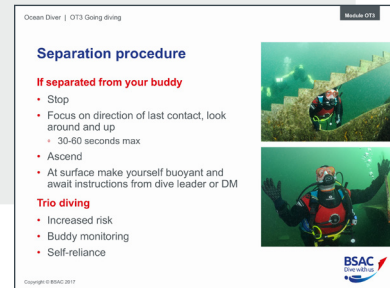 Ocean Diver | OT3 Going diving
Module OT3
Separation procedure
If separated from your buddy
• Stop
• Focus on direction of last contact, look
around and up
◦ 30-60 seconds max
• Ascend
• At surface make yourself buoyant and
await instructions from dive leader or DM
Trio diving
• Increased risk
• Buddy monitoring
• Self-reliance
BSAC
Dive with us
Copyright © BSAC 2017